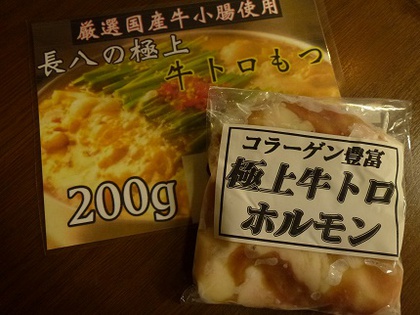 厳選国産牛小腸使用
長八の極上
牛トロもつ
200g
コラーゲン豊富
極上牛トロ
ホルモン